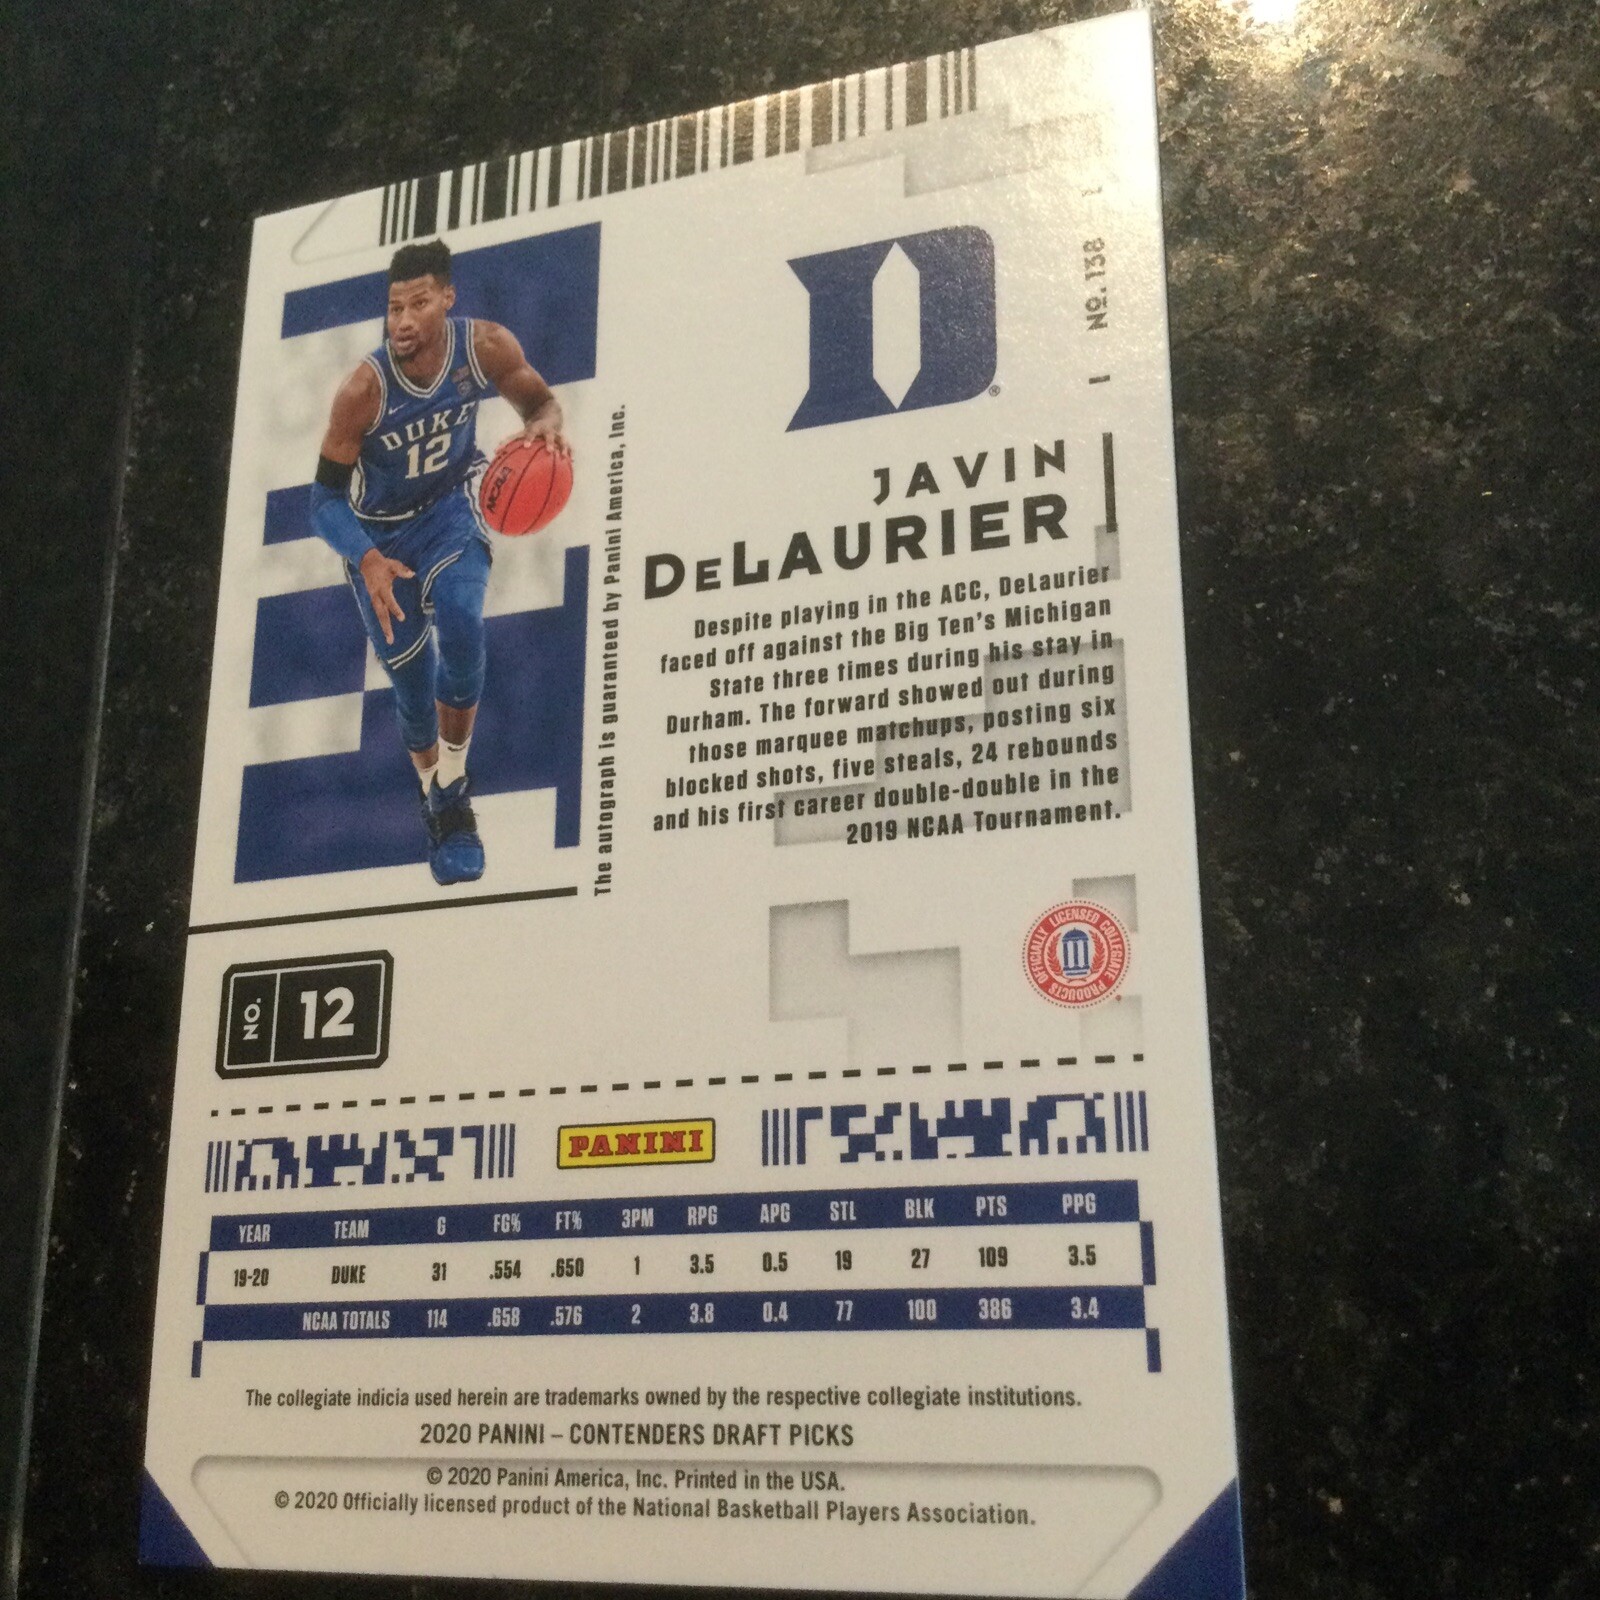 NO. 138
DUKE
12
NCAA
D
®
The autograph is guaranteed by Panini America, Inc.
JAVIN
DeLAURIER
Despite playing in the ACC, DeLaurier
faced off against the Big Ten's Michigan
State three times during his stay in
Durham. The forward showed out during
those marquee matchups, posting six
blocked shots, five steals, 24 rebounds
and his first career double-double in the
2019 NCAA Tournament.
OFFICIALLY LICENSED COLLEGIATE PRODUCTS
NO. 12
PANINI
YEAR TEAM G FG% FT% 3PM RPG APG STL BLK PTS PPG
19-20 DUKE 31 .554 .650 1 3.5 0.5 19 27 109 3.5
NCAA TOTALS 114 .658 .576 2 3.8 0.4 77 100 386 3.4
The collegiate indicia used herein are trademarks owned by the respective collegiate institutions.
2020 PANINI – CONTENDERS DRAFT PICKS
© 2020 Panini America, Inc. Printed in the USA.
© 2020 Officially licensed product of the National Basketball Players Association.